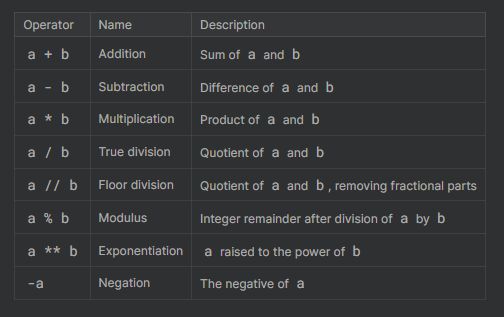 Operator Name Description
a + b Addition Sum of a and b
a - b Subtraction Difference of a and b
a * b Multiplication Product of a and b
a / b True division Quotient of a and b
a // b Floor division Quotient of a and b , removing fractional parts
a % b Modulus Integer remainder after division of a by b
a ** b Exponentiation a raised to the power of b
-a Negation The negative of a